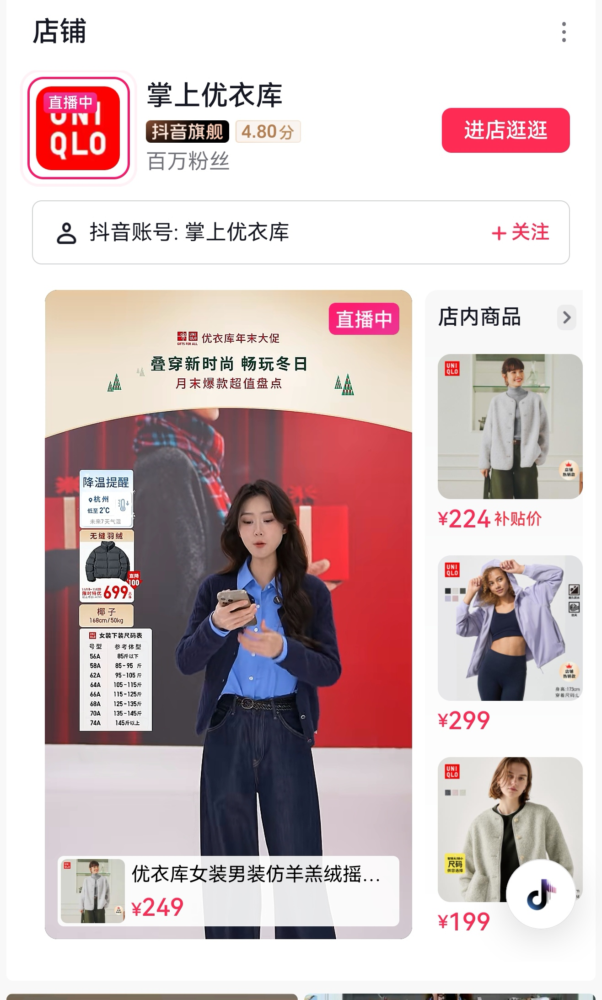 店铺
直播中
UNI
QLO
掌上优衣库
抖音旗舰 4.80分
百万粉丝
进店逛逛
抖音账号: 掌上优衣库
+关注
直播中
UNI
QLO
GIFTS FOR ALL
优衣库年末大促
叠穿新时尚 畅玩冬日
月末爆款超值盘点
降温提醒
杭州
低至2°C
未来7天气温
无缝羽绒
直降
100
11/15-11/20
限时特优
699
椰子
168cm/50kg
UNI
QLO
女装下装尺码表
号型 参考体型
56A 85斤以下
58A 85-95 斤
62A 95-105斤
64A 105-115斤
66A 115-125斤
68A 125-135斤
70A 135-145斤
74A 145斤以上
UNI
QLO
优衣库女装男装仿羊羔绒摇...
¥249
店内商品
UNI
QLO
店铺
热销款
¥224补贴价
UNI
QLO
店铺
热销款
身高:173cm
穿着尺码:L
¥299
UNI
QLO
尺码
供您选择
¥199